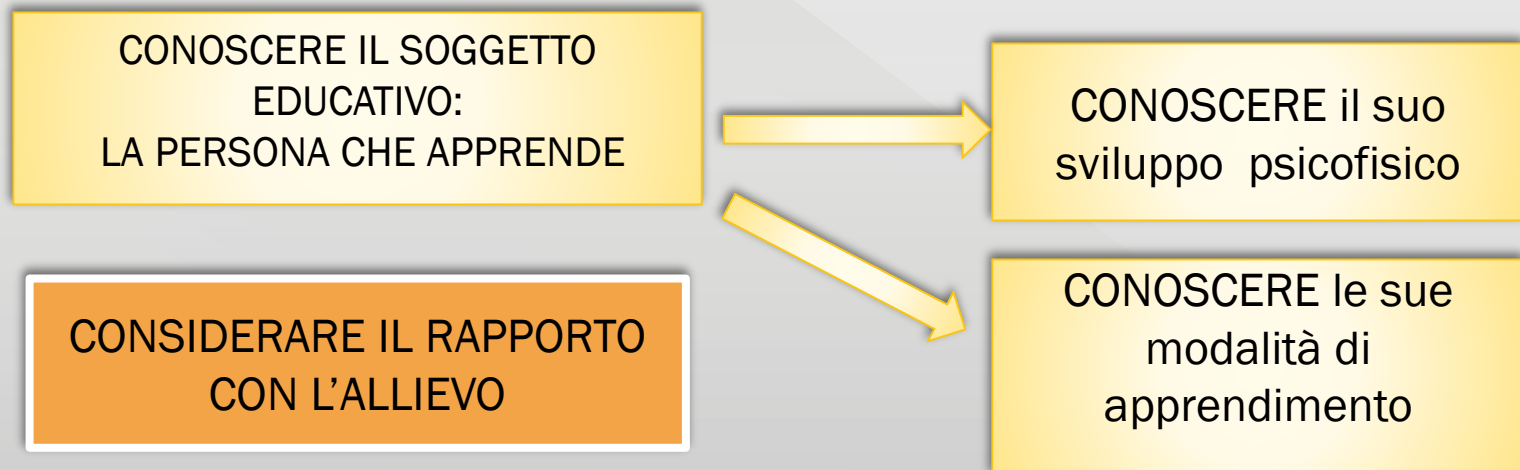 CONOSCERE IL SOGGETTO
EDUCATIVO:
LA PERSONA CHE APPRENDE
CONOSCERE il suo
sviluppo psicofisico
CONSIDERARE IL RAPPORTO
CON L'ALLIEVO
CONOSCERE le sue
modalità di
apprendimento